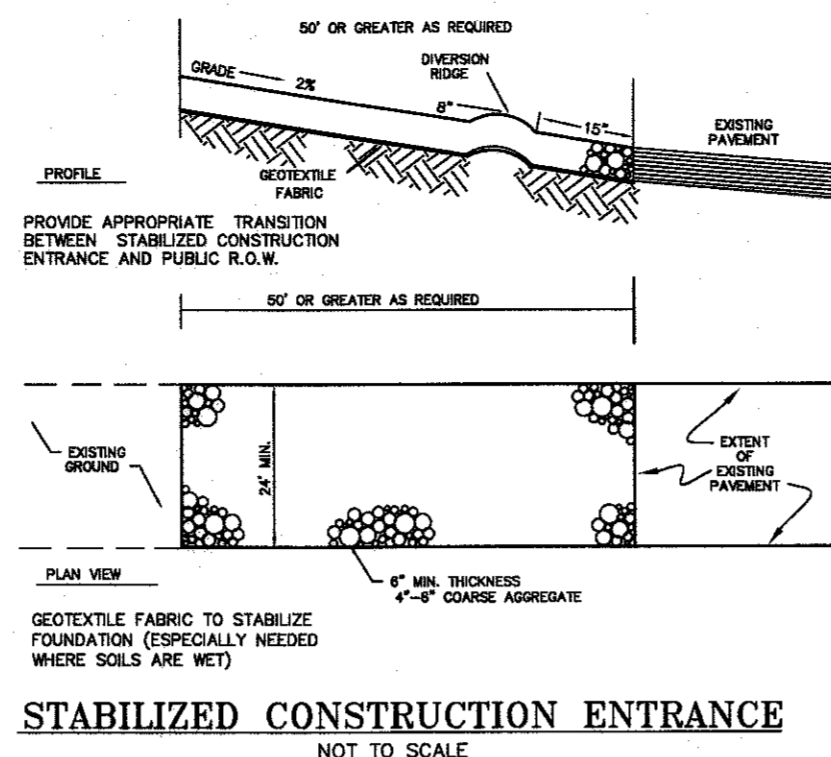 50' OR GREATER AS REQUIRED
DIVERSION
RIDGE
GRADE
2%
8"
15"
EXISTING
PAVEMENT
GEOTEXTILE
FABRIC
PROFILE
PROVIDE APPROPRIATE TRANSITION
BETWEEN STABILIZED CONSTRUCTION
ENTRANCE AND PUBLIC R.O.W.
50' OR GREATER AS REQUIRED
EXISTING
GROUND
24' MIN.
EXTENT
OF
EXISTING
PAVEMENT
PLAN VIEW
6" MIN. THICKNESS
4"-8" COARSE AGGREGATE
GEOTEXTILE FABRIC TO STABILIZE
FOUNDATION (ESPECIALLY NEEDED
WHERE SOILS ARE WET)
STABILIZED CONSTRUCTION ENTRANCE
NOT TO SCALE